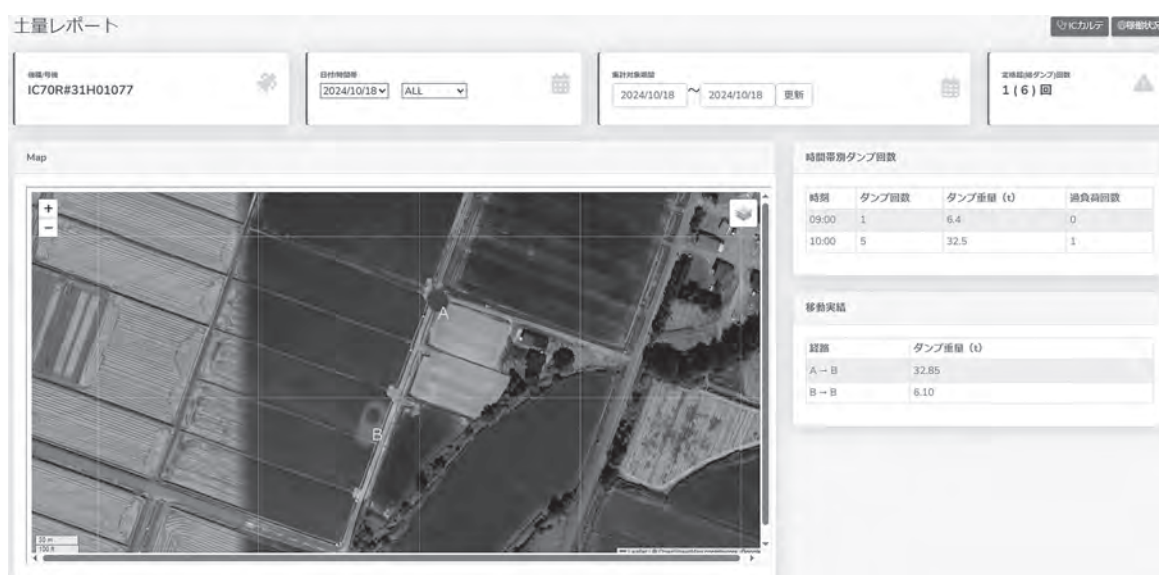 土量レポート
ICカルテ
稼働状況
機種/号機
IC70R#31H01077
日付/時間帯
2024/10/18
ALL
集計対象期間
2024/10/18 〜 2024/10/18 更新
定格超(総ダンプ)回数
1 ( 6 ) 回
Map
+
−
A
B
20 m
100 ft
時間帯別ダンプ回数
時刻 ダンプ回数 ダンプ重量 (t) 過負荷回数
09:00 1 6.4 0
10:00 5 32.5 1
移動実績
経路 ダンプ重量 (t)
A → B 32.85
B → B 6.10